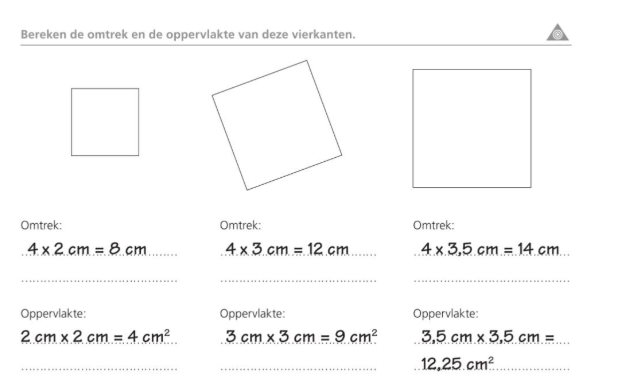 Bereken de omtrek en de oppervlakte van deze vierkanten.
Omtrek:
4 x 2 cm = 8 cm
Oppervlakte:
2 cm x 2 cm = 4 cm²
Omtrek:
4 x 3 cm = 12 cm
Oppervlakte:
3 cm x 3 cm = 9 cm²
Omtrek:
4 x 3,5 cm = 14 cm
Oppervlakte:
3,5 cm x 3,5 cm =
12,25 cm²